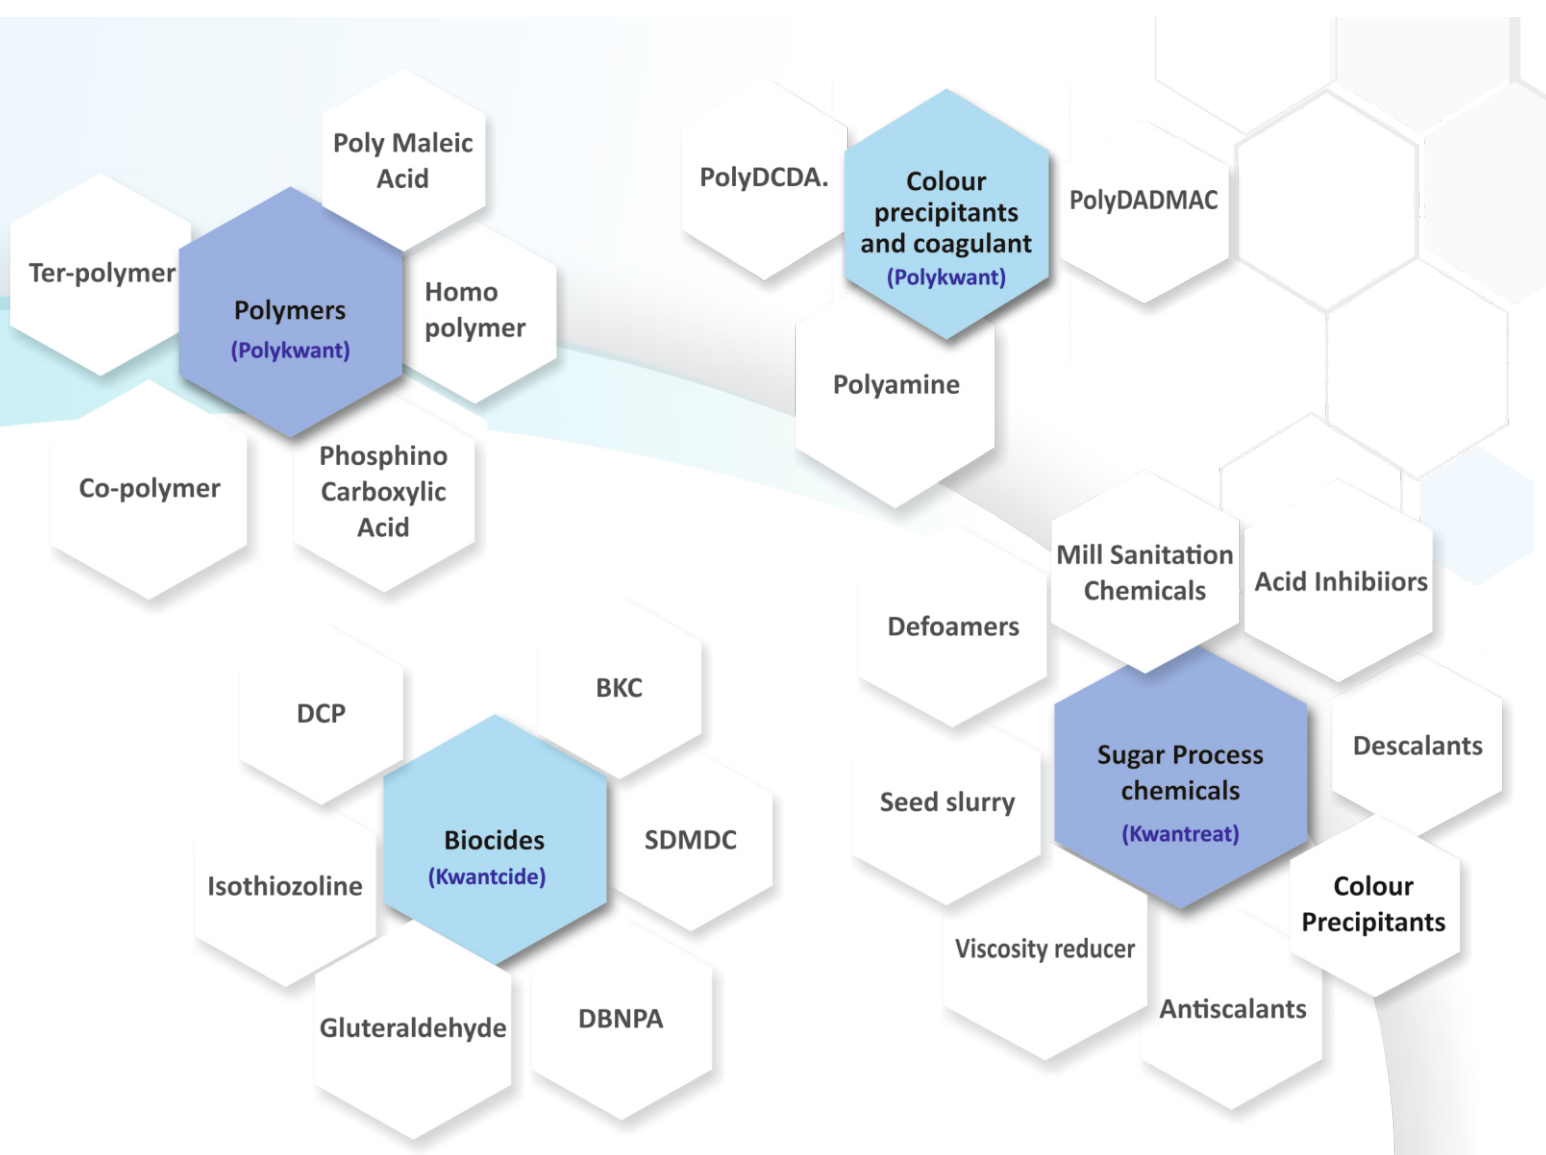 Poly Maleic
Acid
Ter-polymer
Polymers
(Polykwant)
Homo
polymer
Co-polymer
Phosphino
Carboxylic
Acid
PolyDCDA.
Colour
precipitants
and coagulant
(Polykwant)
PolyDADMAC
Polyamine
DCP
BKC
Biocides
(Kwantcide)
SDMDC
Isothiozoline
Gluteraldehyde
DBNPA
Mill Sanitation
Chemicals
Acid Inhibiiors
Defoamers
Sugar Process
chemicals
(Kwantreat)
Descalants
Seed slurry
Colour
Precipitants
Viscosity reducer
Antiscalants